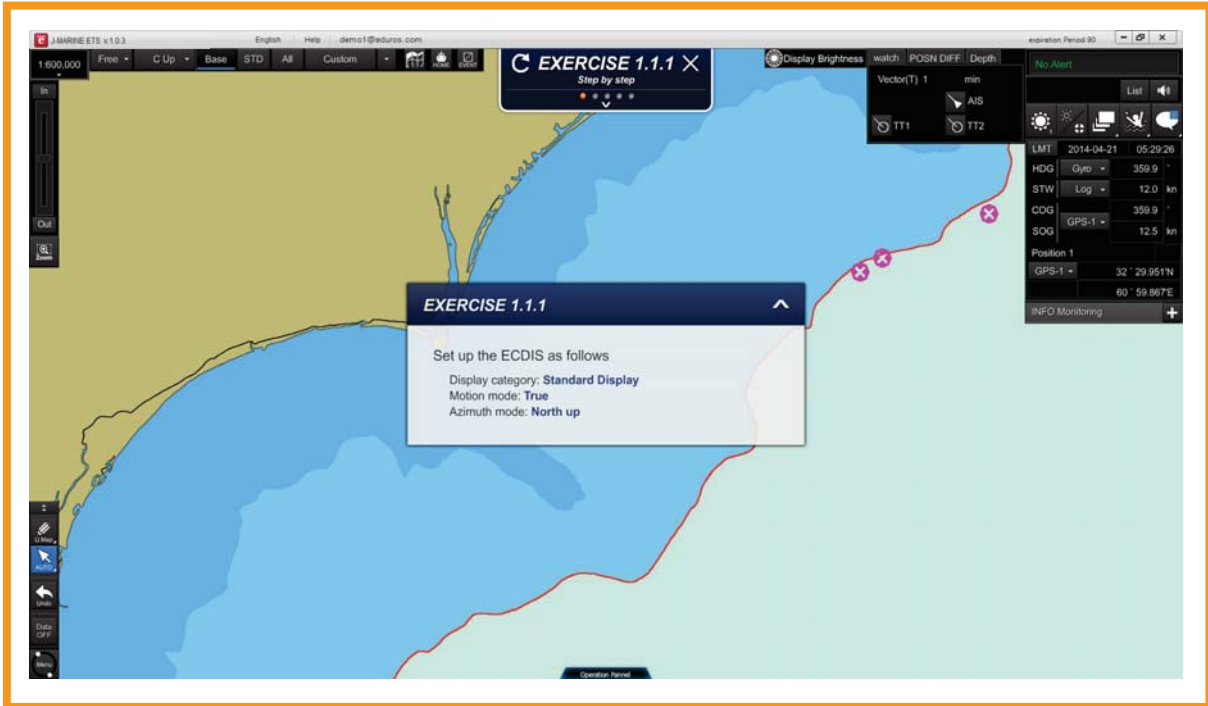 J-MARINE ETS v.1.0.3 English Help demo1@eduros.com expiration Period:90
1:600,000 Free C Up Base STD All Custom HOME EVENT
EXERCISE 1.1.1
Step by step
Display Brightness watch POSN DIFF Depth
Vector(T) 1 min
AIS
TT1 TT2
No Alert
List
LMT 2014-04-21 05:29:26
HDG Gyro 359.9 °
STW Log 12.0 kn
COG 359.9 °
GPS-1
SOG 12.5 kn
Position 1
GPS-1 32 ° 29.951'N
60 ° 59.867'E
INFO Monitoring
In
Out
Zoom
EXERCISE 1.1.1
Set up the ECDIS as follows
Display category: Standard Display
Motion mode: True
Azimuth mode: North up
U.Map
AUTO
Undo
Data
OFF
Menu
Operation Pannel